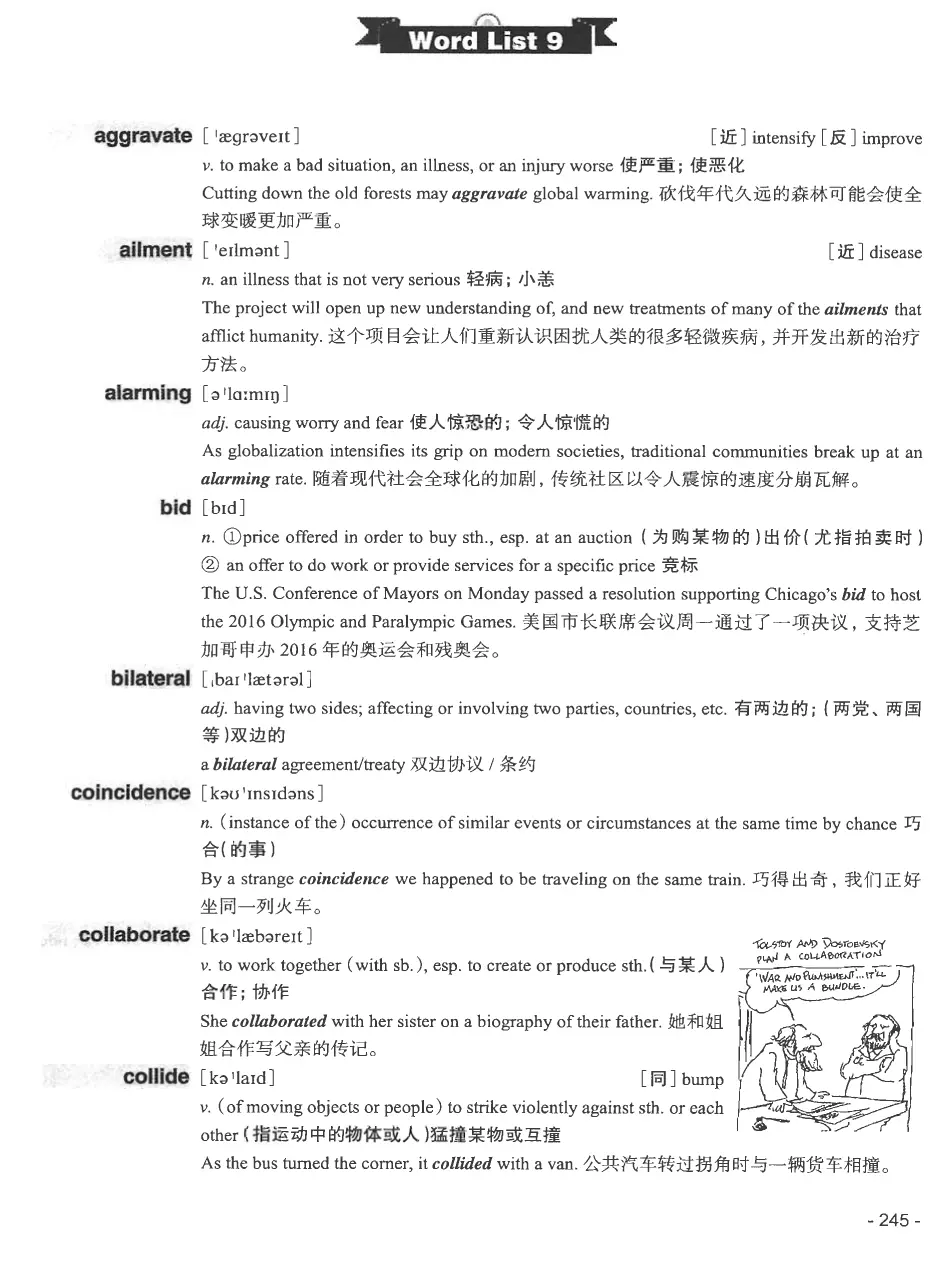 Word List 9
aggravate [ˈæɡrəveɪt] [近] intensify [反] improve
v. to make a bad situation, an illness, or an injury worse 使严重; 使恶化
Cutting down the old forests may aggravate global warming. 砍伐年代久远的森林可能会使全
球变暖更加严重。
ailment [ˈeɪlmənt] [近] disease
n. an illness that is not very serious 轻病; 小恙
The project will open up new understanding of, and new treatments of many of the ailments that
afflict humanity. 这个项目会让人们重新认识困扰人类的很多轻微疾病, 并开发出新的治疗
方法。
alarming [əˈlɑːmɪŋ]
adj. causing worry and fear 使人惊恐的; 令人惊慌的
As globalization intensifies its grip on modern societies, traditional communities break up at an
alarming rate. 随着现代社会全球化的加剧, 传统社区以令人震惊的速度分崩瓦解。
bid [bɪd]
n. ①price offered in order to buy sth., esp. at an auction (为购某物的)出价(尤指拍卖时)
② an offer to do work or provide services for a specific price 竞标
The U.S. Conference of Mayors on Monday passed a resolution supporting Chicago's bid to host
the 2016 Olympic and Paralympic Games. 美国市长联席会议周一通过了一项决议, 支持芝
加哥申办 2016 年的奥运会和残奥会。
bilateral [ˌbaɪˈlætərəl]
adj. having two sides; affecting or involving two parties, countries, etc. 有两边的; (两党、两国
等)双边的
a bilateral agreement/treaty 双边协议 / 条约
coincidence [kəʊˈɪnsɪdəns]
n. (instance of the) occurrence of similar events or circumstances at the same time by chance 巧
合(的事)
By a strange coincidence we happened to be traveling on the same train. 巧得出奇, 我们正好
坐同一列火车。
collaborate [kəˈlæbəreɪt]
v. to work together (with sb.), esp. to create or produce sth.(与某人)
合作; 协作
She collaborated with her sister on a biography of their father. 她和姐
姐合作写父亲的传记。
TOLSTOY AND DOSTOEVSKY
PLAN A COLLABORATION
'WAR AND PUNISHMENT'...IT'LL
MAKE US A BUNDLE.
collide [kəˈlaɪd] [同] bump
v. (of moving objects or people) to strike violently against sth. or each
other (指运动中的物体或人)猛撞某物或互撞
As the bus turned the corner, it collided with a van. 公共汽车转过拐角时与一辆货车相撞。
- 245 -